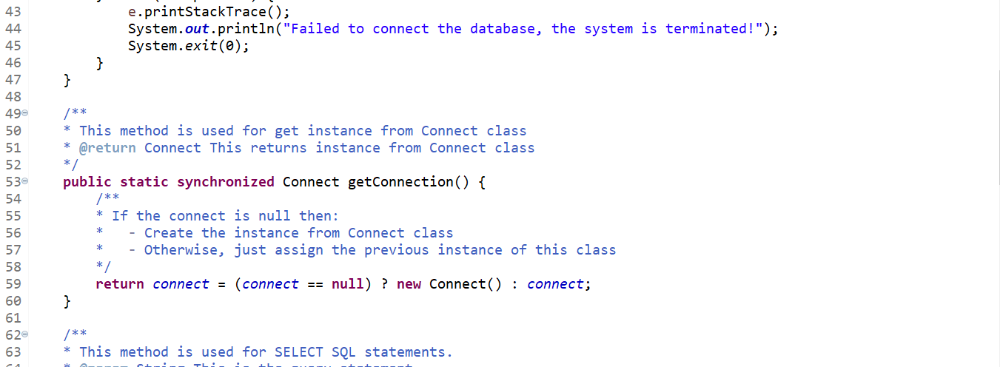 43 e.printStackTrace();
44 System.out.println("Failed to connect the database, the system is terminated!");
45 System.exit(0);
46 }
47 }
48
49 /**
50 * This method is used for get instance from Connect class
51 * @return Connect This returns instance from Connect class
52 */
53 public static synchronized Connect getConnection() {
54 /**
55 * If the connect is null then:
56 *   - Create the instance from Connect class
57 *   - Otherwise, just assign the previous instance of this class
58 */
59 return connect = (connect == null) ? new Connect() : connect;
60 }
61
62 /**
63 * This method is used for SELECT SQL statements.